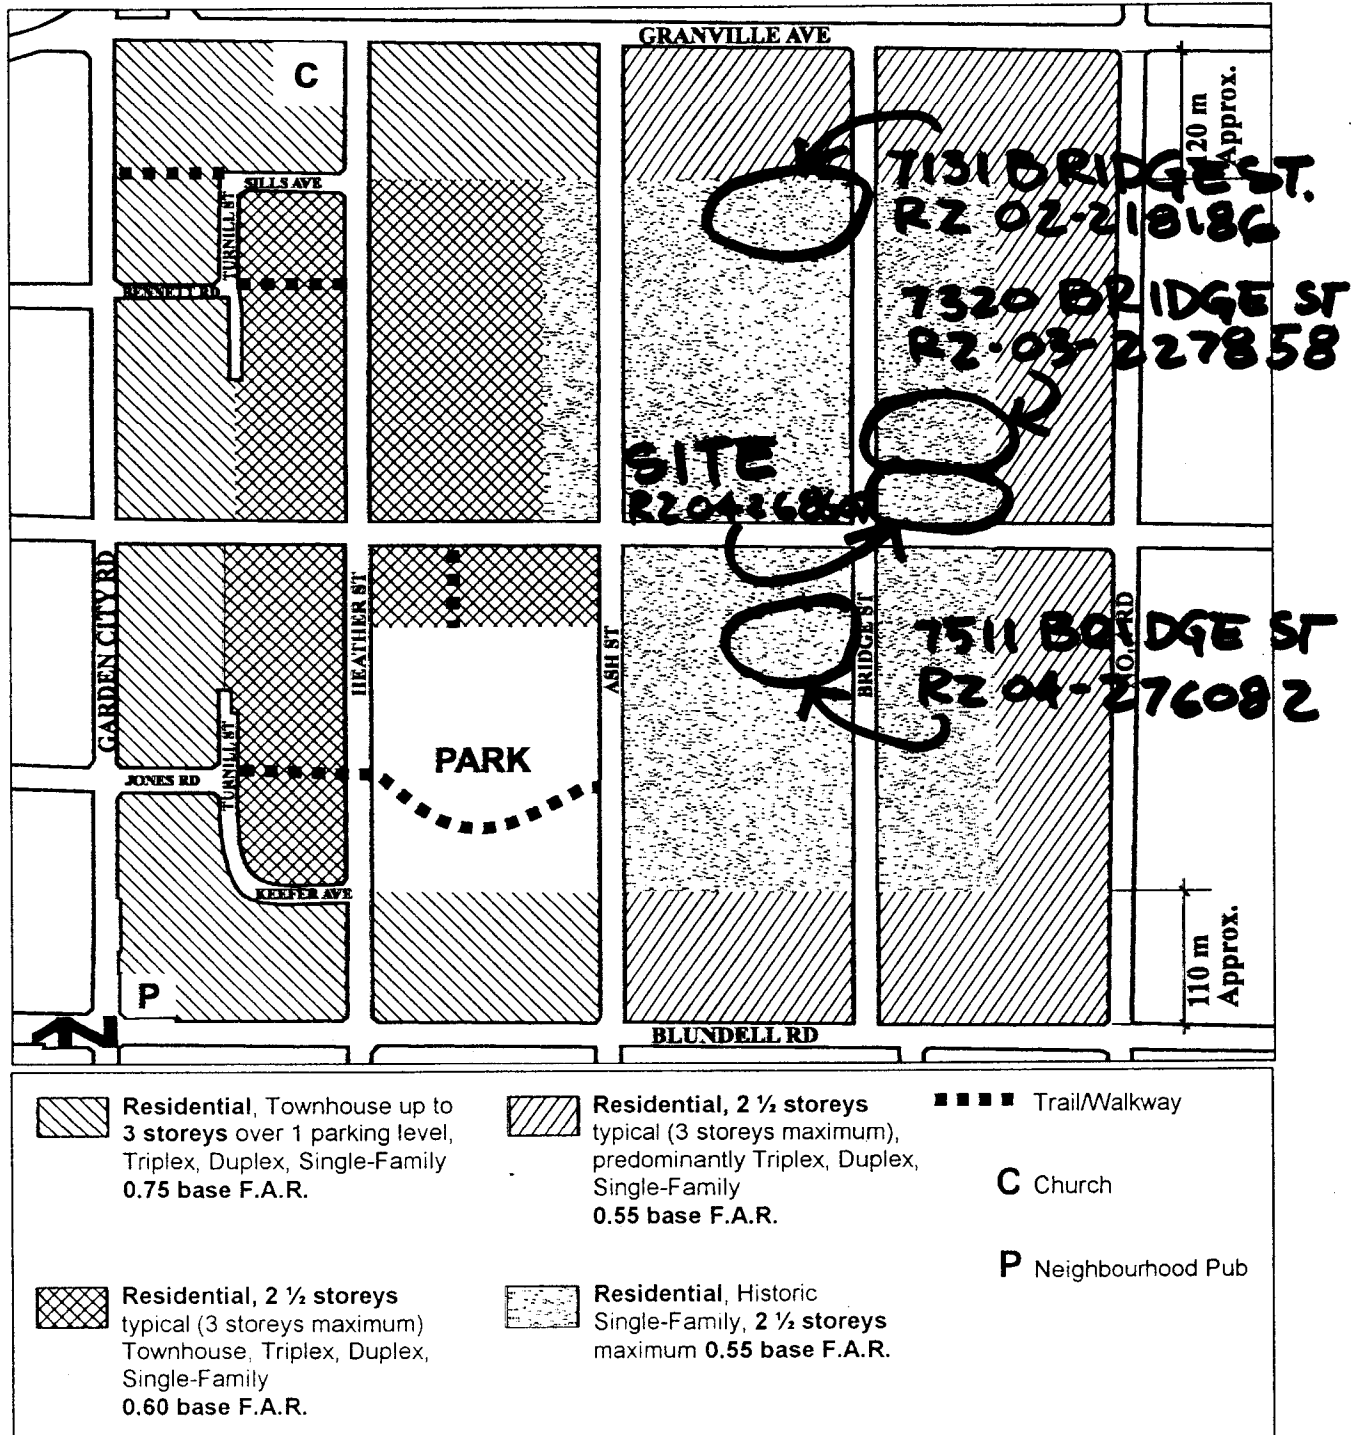 GRANVILLE AVE
C
120 m
Approx.
7131 BRIDGE ST.
RZ 02-218186
SILLS AVE
TURNILL ST
BENNETT RD
7320 BRIDGE ST
RZ-03-227858
SITE
GARDEN CITY RD
HEATHER ST
ASH ST
BRIDGE ST
7511 BRIDGE ST
RZ 04-276082
PARK
JONES RD
TURNILL ST
KEEFER AVE
P
110 m
Approx.
BLUNDELL RD
Residential, Townhouse up to
3 storeys over 1 parking level,
Triplex, Duplex, Single-Family
0.75 base F.A.R.
Residential, 2 ½ storeys
typical (3 storeys maximum),
predominantly Triplex, Duplex,
Single-Family
0.55 base F.A.R.
Trail/Walkway
C Church
P Neighbourhood Pub
Residential, 2 ½ storeys
typical (3 storeys maximum)
Townhouse, Triplex, Duplex,
Single-Family
0.60 base F.A.R.
Residential, Historic
Single-Family, 2 ½ storeys
maximum 0.55 base F.A.R.